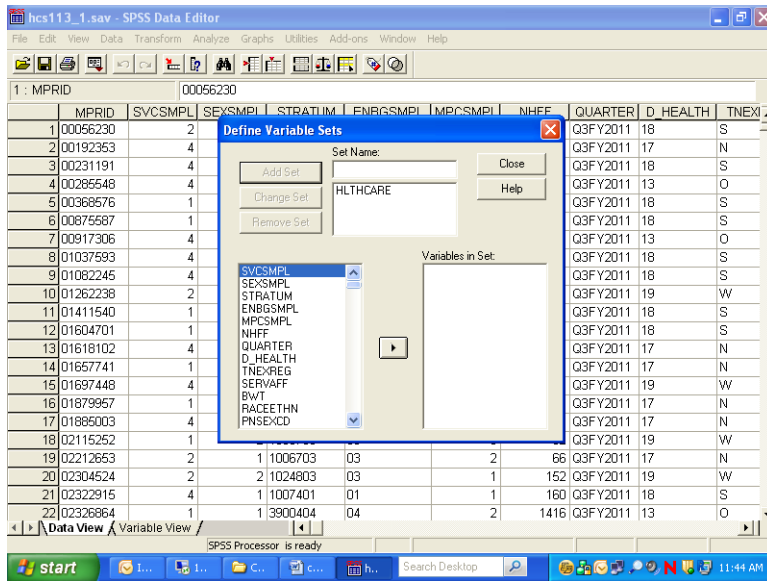 hcs113_1.sav - SPSS Data Editor
File Edit View Data Transform Analyze Graphs Utilities Add-ons Window Help
1 : MPRID 00056230
MPRID SVCSMPL SEXSMPL STRATUM ENBGSMPL MPCSMPL NHFF QUARTER D_HEALTH TNEXI
1 00056230 2 Q3FY2011 18 S
2 00192353 4 Q3FY2011 17 N
3 00231191 4 Q3FY2011 18 S
4 00285548 4 Q3FY2011 13 O
5 00368576 1 Q3FY2011 18 S
6 00875587 1 Q3FY2011 18 S
7 00917306 4 Q3FY2011 13 O
8 01037593 4 Q3FY2011 18 S
9 01082245 4 Q3FY2011 18 S
10 01262238 2 Q3FY2011 19 W
11 01411540 1 Q3FY2011 18 S
12 01604701 1 Q3FY2011 18 S
13 01618102 4 Q3FY2011 17 N
14 01657741 1 Q3FY2011 17 N
15 01697448 4 Q3FY2011 19 W
16 01879957 1 Q3FY2011 17 N
17 01885003 4 Q3FY2011 17 N
18 02115252 1 Q3FY2011 19 W
19 02212653 2 1 1006703 03 2 66 Q3FY2011 17 N
20 02304524 2 2 1024803 03 1 152 Q3FY2011 19 W
21 02322915 4 1 1007401 01 1 160 Q3FY2011 18 S
22 02326864 1 1 3900404 04 2 1416 Q3FY2011 13 O
Define Variable Sets
Set Name:
Add Set
Change Set
Remove Set
HLTHCARE
Close
Help
Variables in Set:
SVCSMPL
SEXSMPL
STRATUM
ENBGSMPL
MPCSMPL
NHFF
QUARTER
D_HEALTH
TNEXREG
SERVAFF
BWT
RACEETHN
PNSEXCD
Data View Variable View
SPSS Processor is ready
start I... 1... C... c... h... Search Desktop 11:44 AM